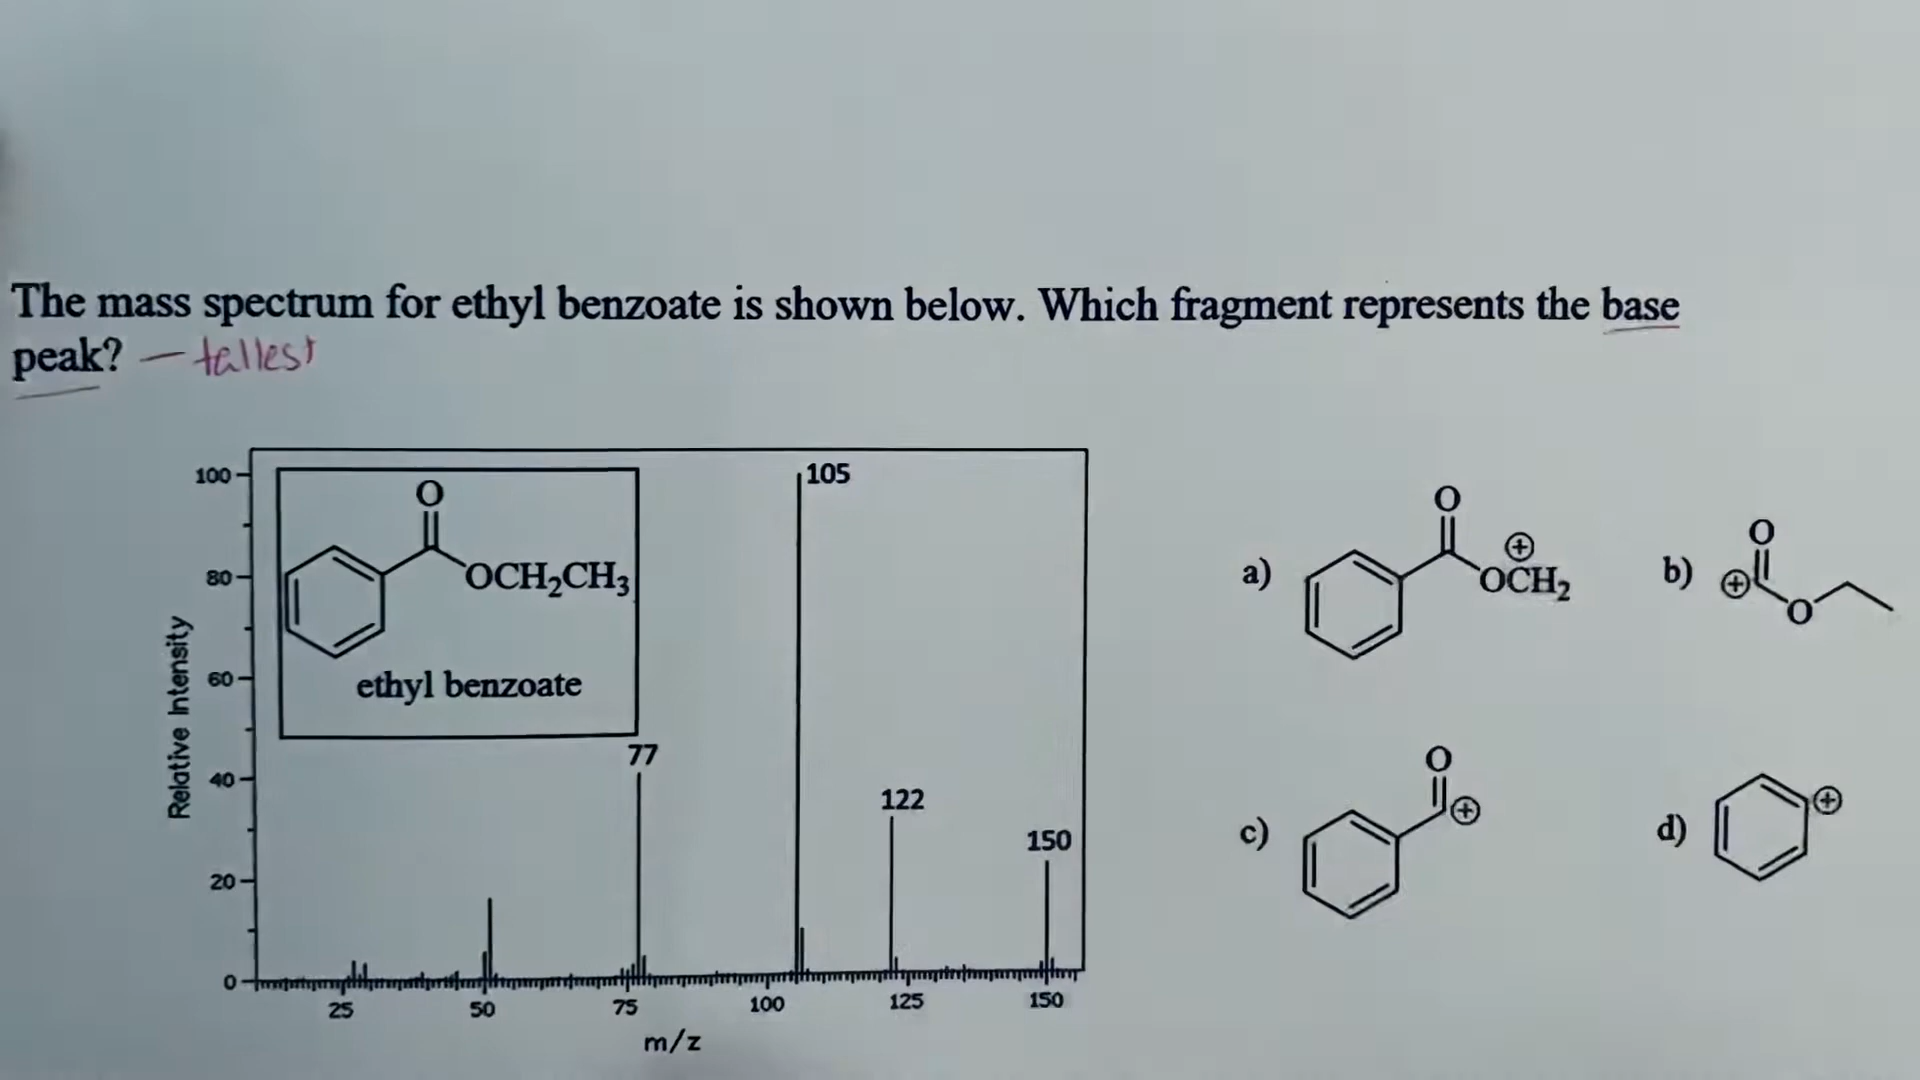 The mass spectrum for ethyl benzoate is shown below. Which fragment represents the base
peak? — tallest
100
80
60
40
20
0
Relative Intensity
O
OCH₂CH₃
ethyl benzoate
77
105
122
150
25 50 75 100 125 150
m/z
a) O ⊕ OCH₂
b) O ⊕ O
c) O ⊕
d) ⊕